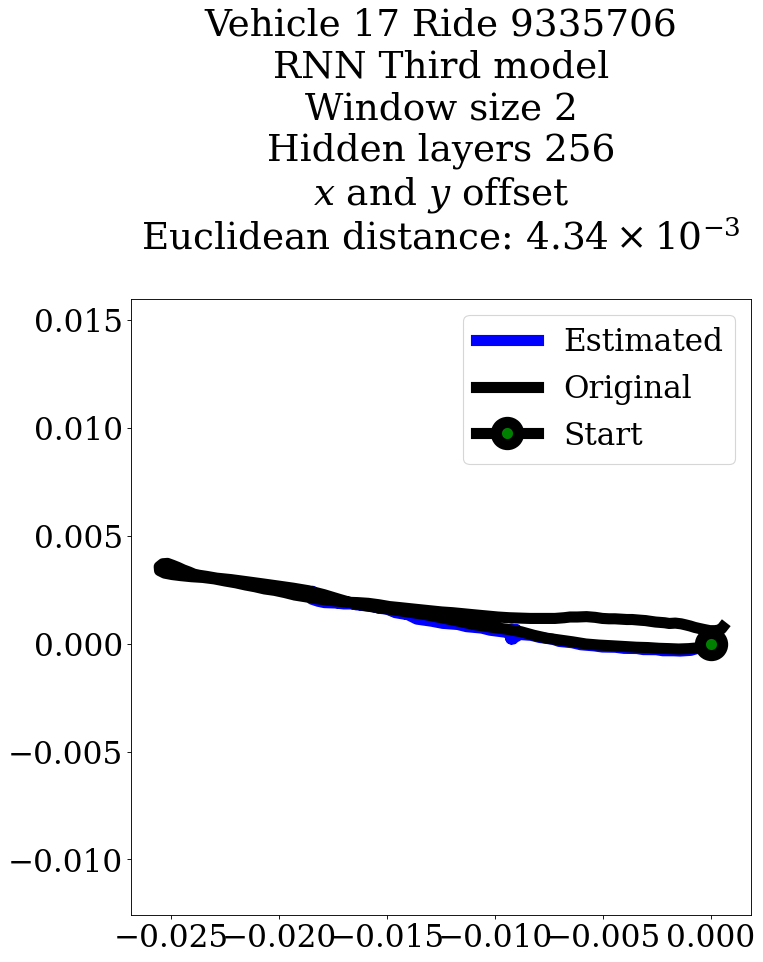 Vehicle 17 Ride 9335706
RNN Third model
Window size 2
Hidden layers 256
x and y offset
Euclidean distance: 4.34 × 10⁻³
Estimated
Original
Start
0.015
0.010
0.005
0.000
−0.005
−0.010
−0.025 −0.020 −0.015 −0.010 −0.005 0.000